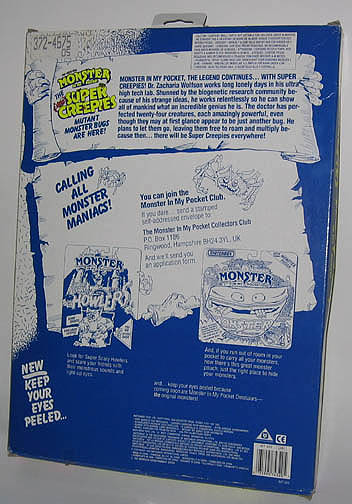 372-4575
05
MONSTER
in my Pocket
SUPER
CREEPIES
MUTANT
MONSTER BUGS
ARE HERE!
MONSTER IN MY POCKET, THE LEGEND CONTINUES... WITH SUPER
CREEPIES! Dr. Zecharia Wolfson works long lonely days in his ultra
high tech lab. Shunned by the biogenetic research community be-
cause of his strange ideas, he works relentlessly so he can show
all of mankind what an incredible genius he is. The doctor has per-
fected twenty-four creatures, each amazingly powerful, even
though they may at first glance appear to be just another bug. He
plans to let them go, leaving them free to roam and multiply be-
cause then... there will be Super Creepies everywhere!
CALLING
ALL
MONSTER
MANIACS!
You can join the
Monster In My Pocket Club.
If you dare... send a stamped
self-addressed envelope to:
The Monster In My Pocket Collectors Club
P.O. Box 1186
Ringwood, Hampshire BH24.3YL, UK
And we'll send you
an application form.
MONSTER
HOWLERS
MATCHBOX
MONSTER
MONSTER
Look for Super Scary Howlers
and scare your friends with
their monstrous sounds and
light up eyes.
And, if you run out of room in your
pocket to carry all your monsters,
now there's this great monster
pouch, just the right place to hide
your monsters.
NEW
KEEP
YOUR
EYES
PEELED...
and... keep your eyes peeled because
coming soon are Monster in My Pocket Dinosaurs—
the original monsters!
CE